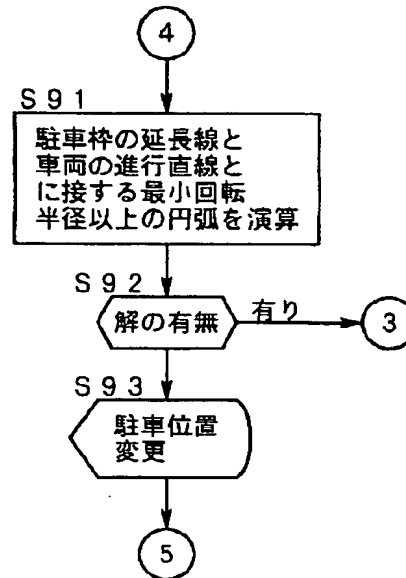 4
S91
駐車枠の延長線と
車両の進行直線と
に接する最小回転
半径以上の円弧を演算
S92
解の有無
有り
3
S93
駐車位置
変更
5